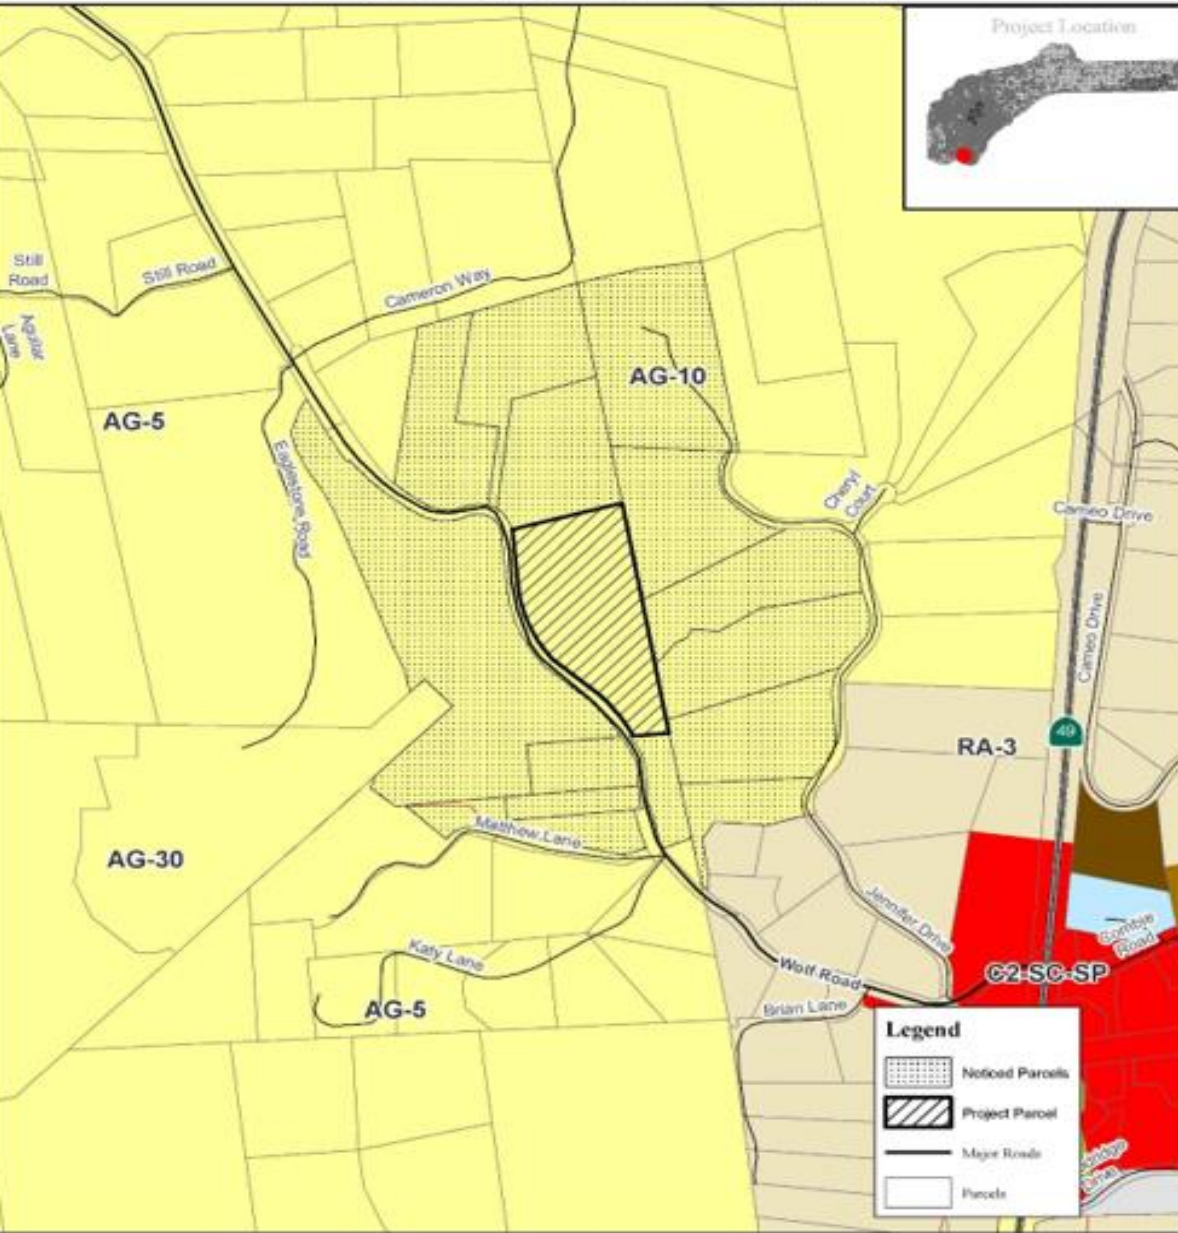 Project Location
Still
Road
Still Road
Cameron Way
Aguilar
Lane
AG-10
AG-5
Eaglestone Road
Cheryl
Court
Cameo Drive
Cameo Drive
49
RA-3
Matthew Lane
AG-30
Jennifer Drive
Combie
Road
Katy Lane
Wolf Road
C2-SC-SP
AG-5
Brian Lane
Legend
Noticed Parcels
Project Parcel
Major Roads
Parcels
Drive